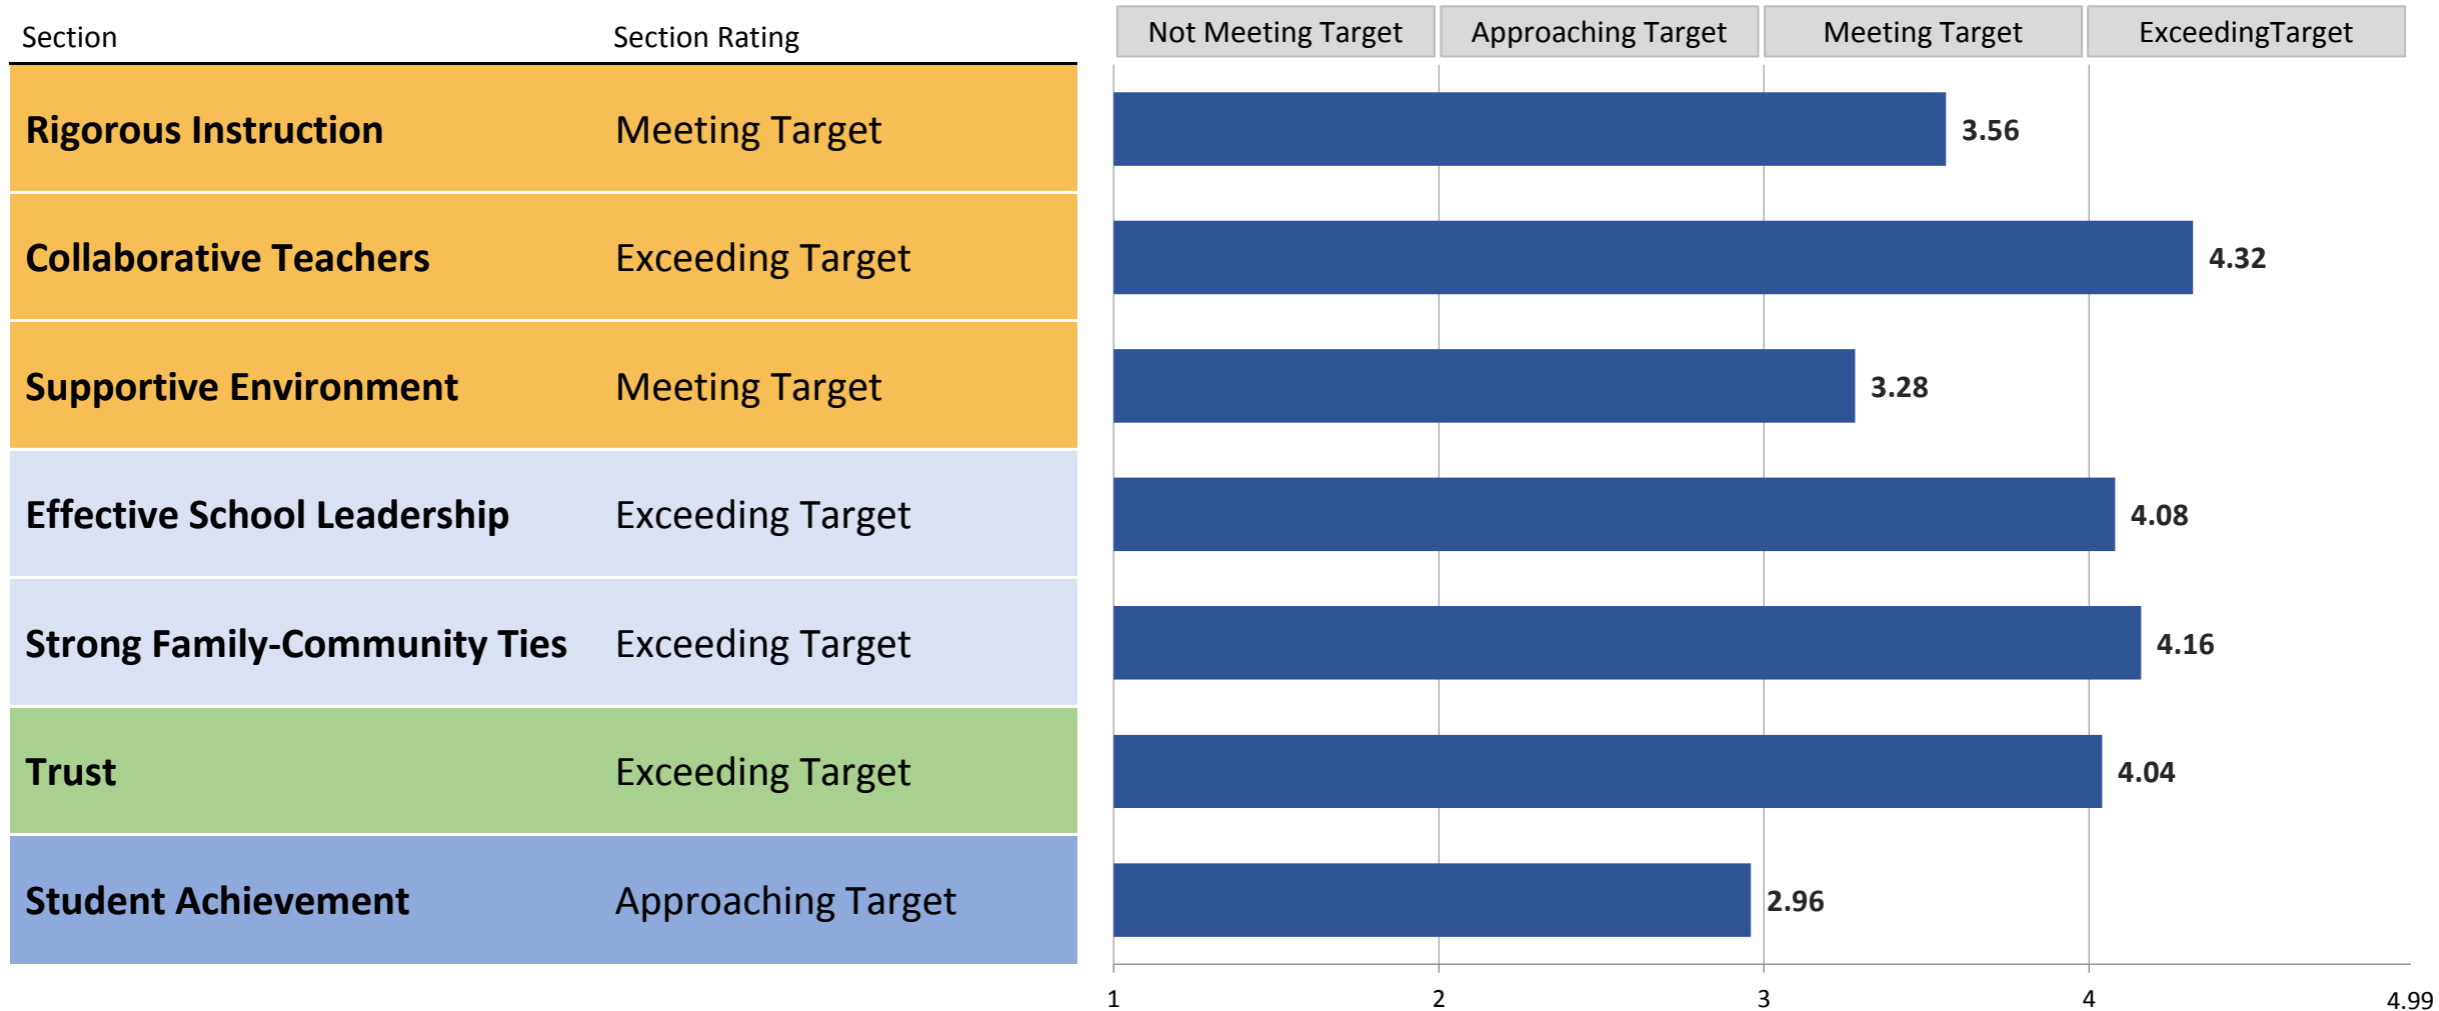 Section Section Rating Not Meeting Target Approaching Target Meeting Target ExceedingTarget
Rigorous Instruction Meeting Target 3.56
Collaborative Teachers Exceeding Target 4.32
Supportive Environment Meeting Target 3.28
Effective School Leadership Exceeding Target 4.08
Strong Family-Community Ties Exceeding Target 4.16
Trust Exceeding Target 4.04
Student Achievement Approaching Target 2.96
1 2 3 4 4.99